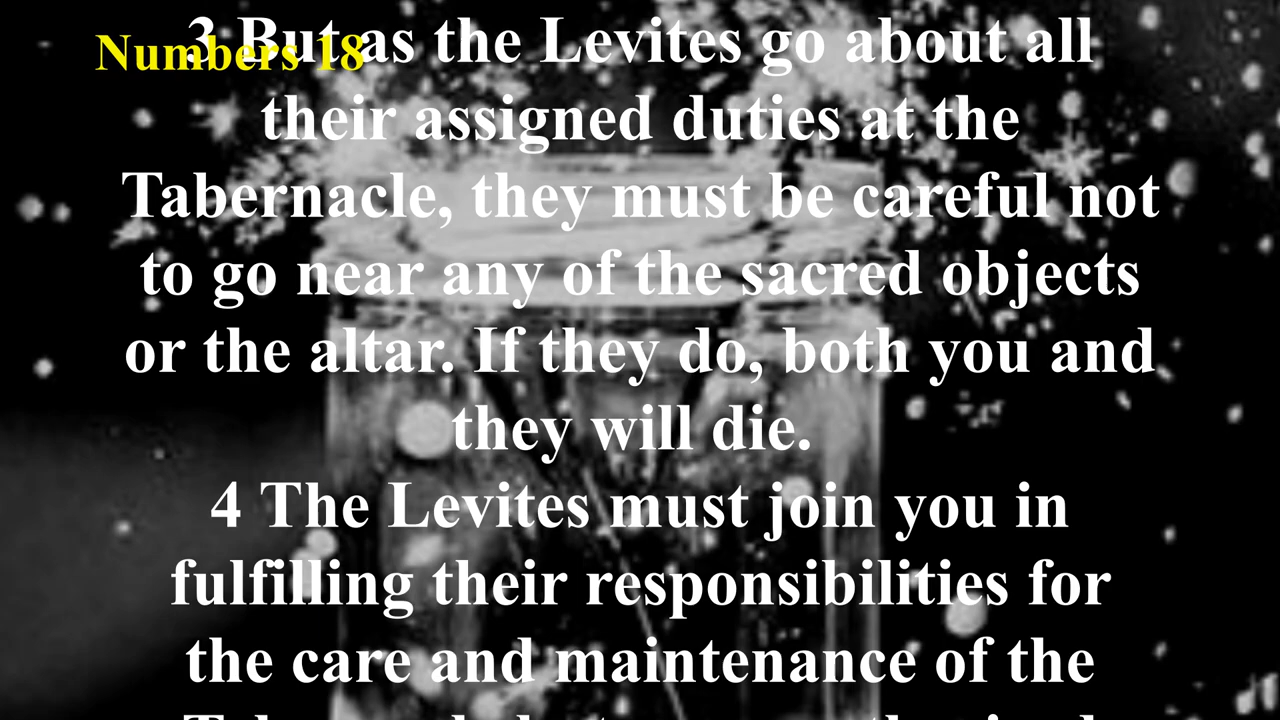 Numbers 18
3 But as the Levites go about all
their assigned duties at the
Tabernacle, they must be careful not
to go near any of the sacred objects
or the altar. If they do, both you and
they will die.
4 The Levites must join you in
fulfilling their responsibilities for
the care and maintenance of the